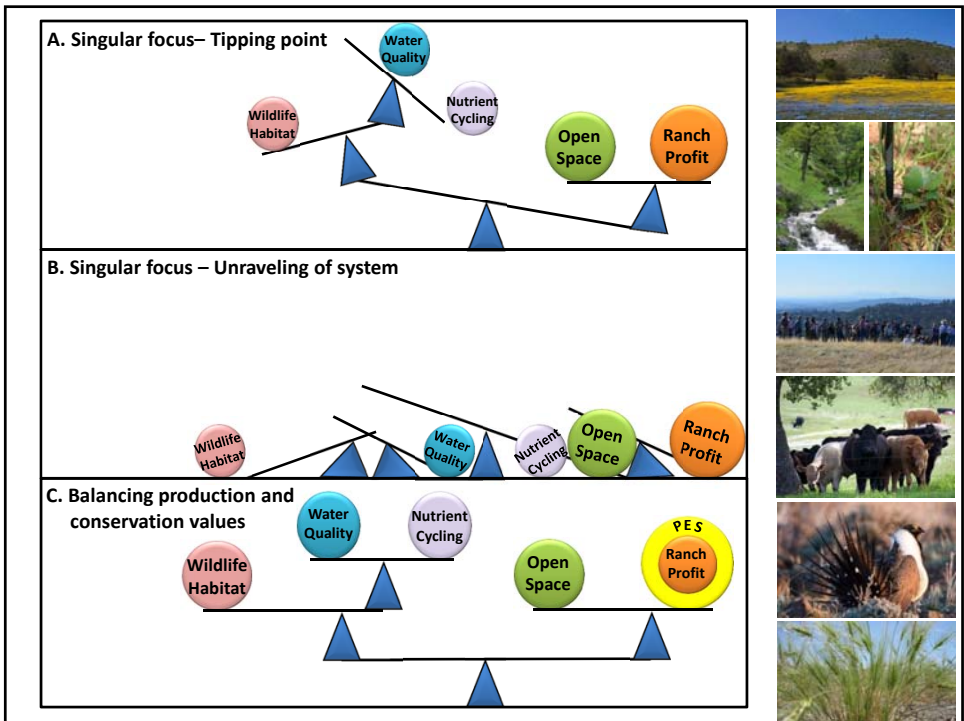 A. Singular focus– Tipping point
Water
Quality
Wildlife
Habitat
Nutrient
Cycling
Open
Space
Ranch
Profit
B. Singular focus – Unraveling of system
Wildlife
Habitat
Water
Quality
Nutrient
Cycling
Open
Space
Ranch
Profit
C. Balancing production and
conservation values
Wildlife
Habitat
Water
Quality
Nutrient
Cycling
Open
Space
PES
Ranch
Profit